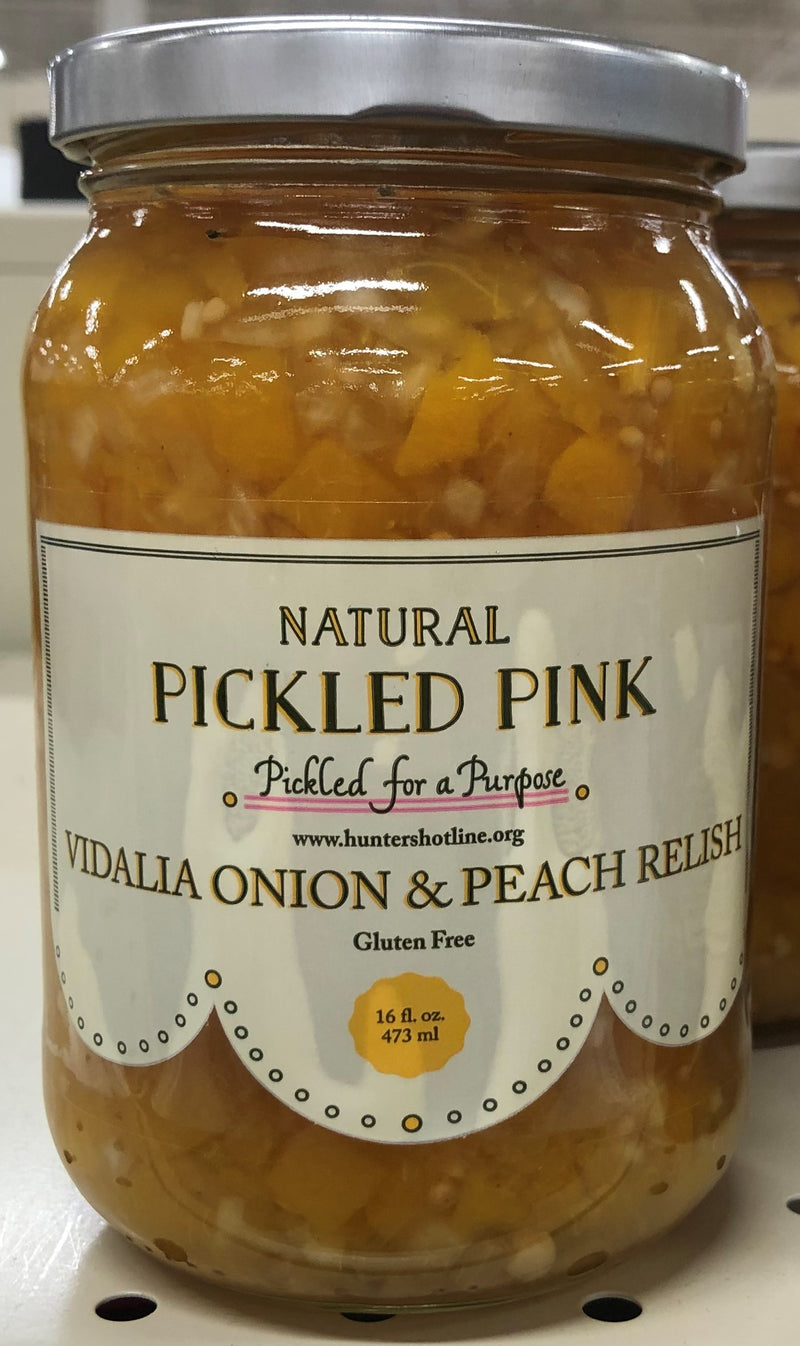 NATURAL
PICKLED PINK
Pickled for a Purpose
www.huntershotline.org
VIDALIA ONION & PEACH RELISH
Gluten Free
16 fl. oz.
473 ml